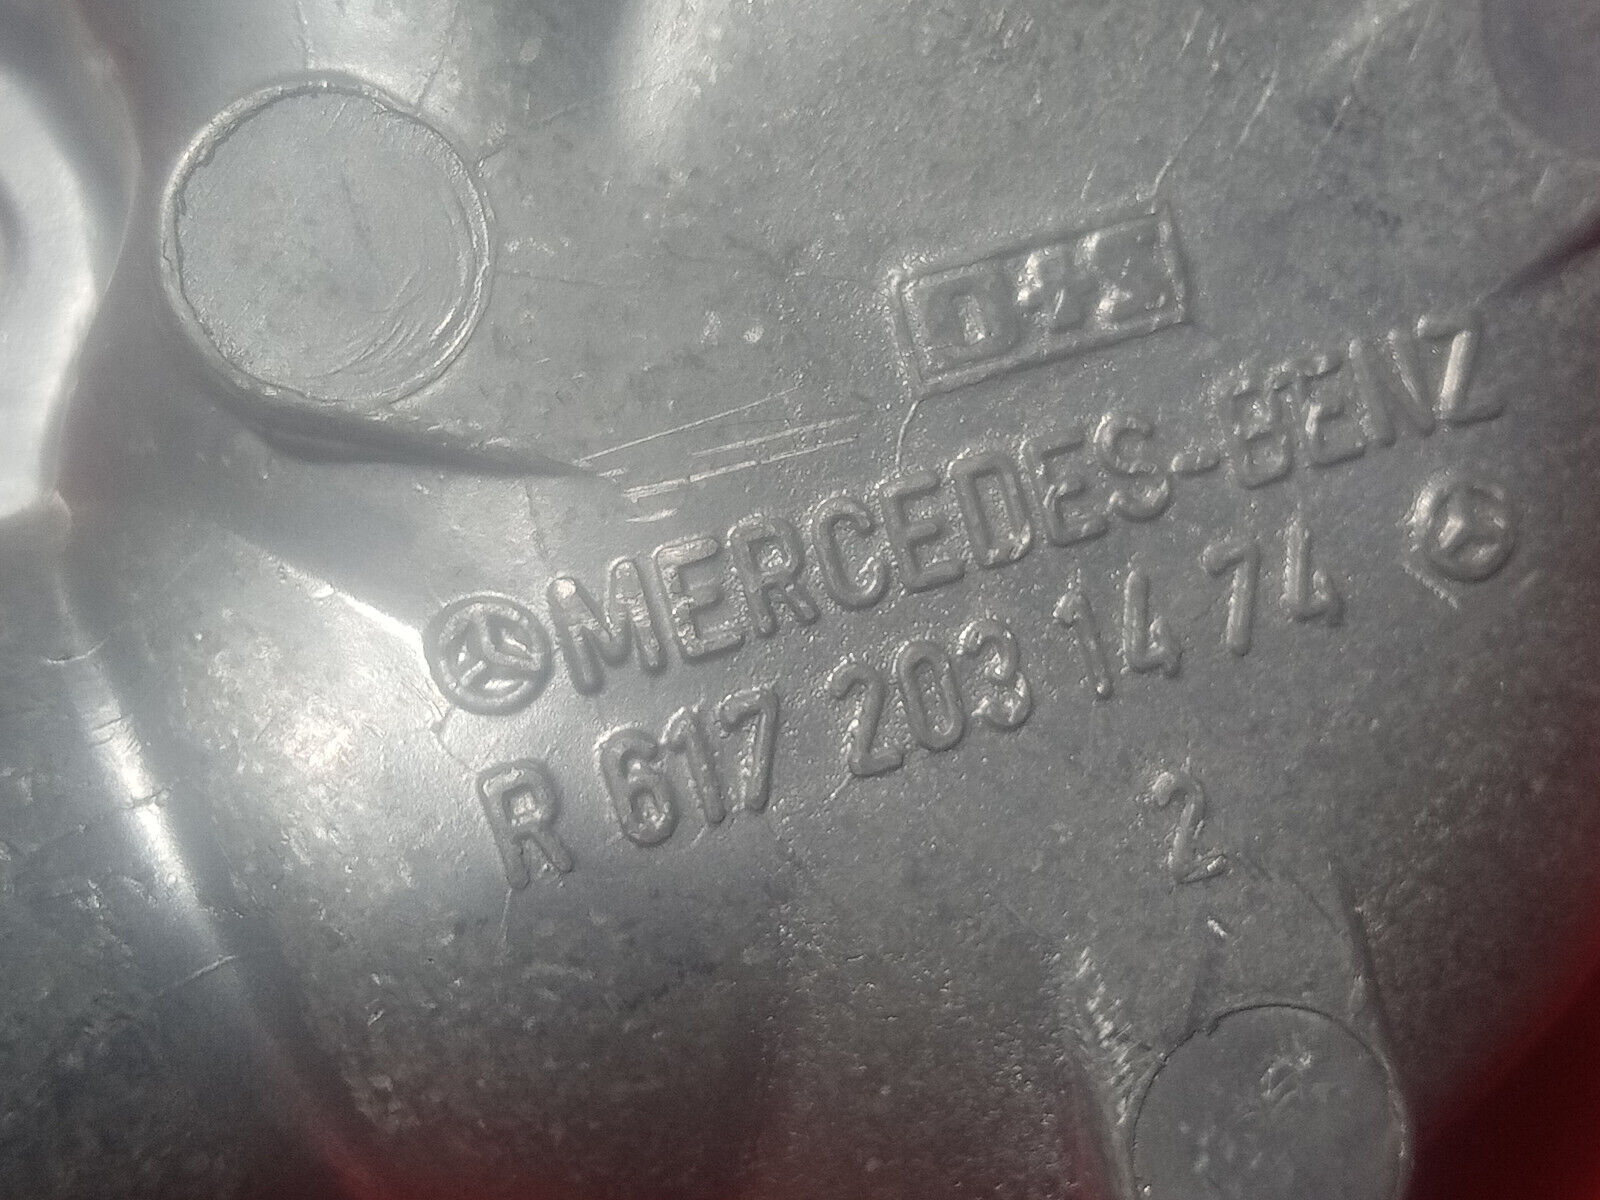 MERCEDES-BENZ
R 617 203 14 74
2